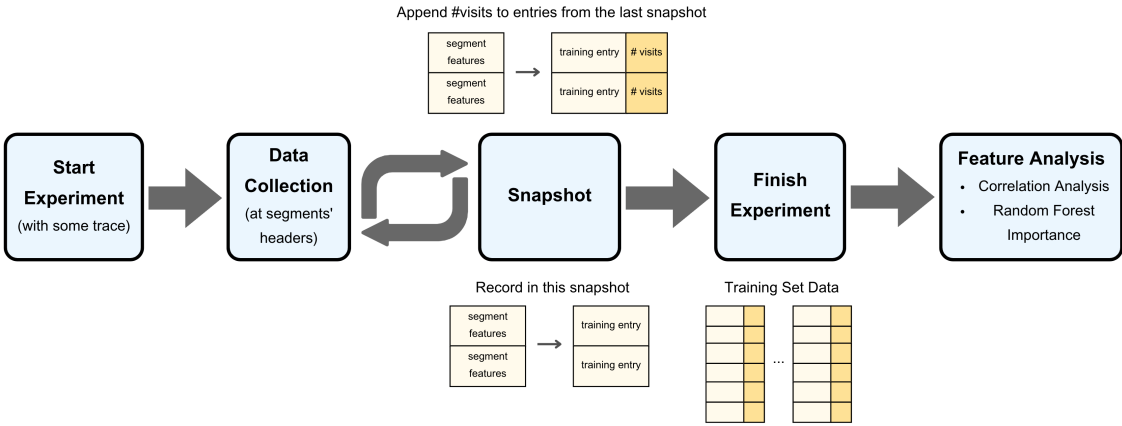 Append #visits to entries from the last snapshot
segment
features
segment
features
training entry
# visits
training entry
# visits
Start
Experiment
(with some trace)
Data
Collection
(at segments'
headers)
Snapshot
Finish
Experiment
Feature Analysis
• Correlation Analysis
• Random Forest
Importance
Record in this snapshot
segment
features
segment
features
training entry
training entry
Training Set Data
...